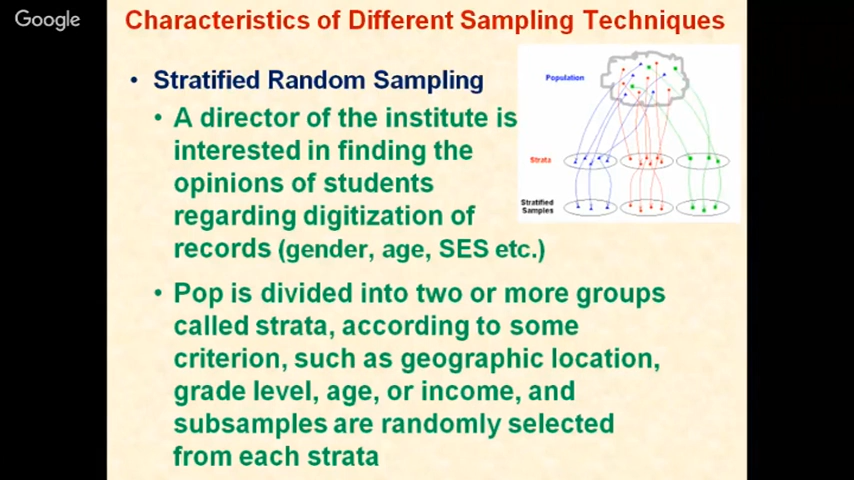 Google
Characteristics of Different Sampling Techniques
• Stratified Random Sampling
• A director of the institute is
interested in finding the
opinions of students
regarding digitization of
records (gender, age, SES etc.)
Population
Strata
Stratified
Samples
• Pop is divided into two or more groups
called strata, according to some
criterion, such as geographic location,
grade level, age, or income, and
subsamples are randomly selected
from each strata